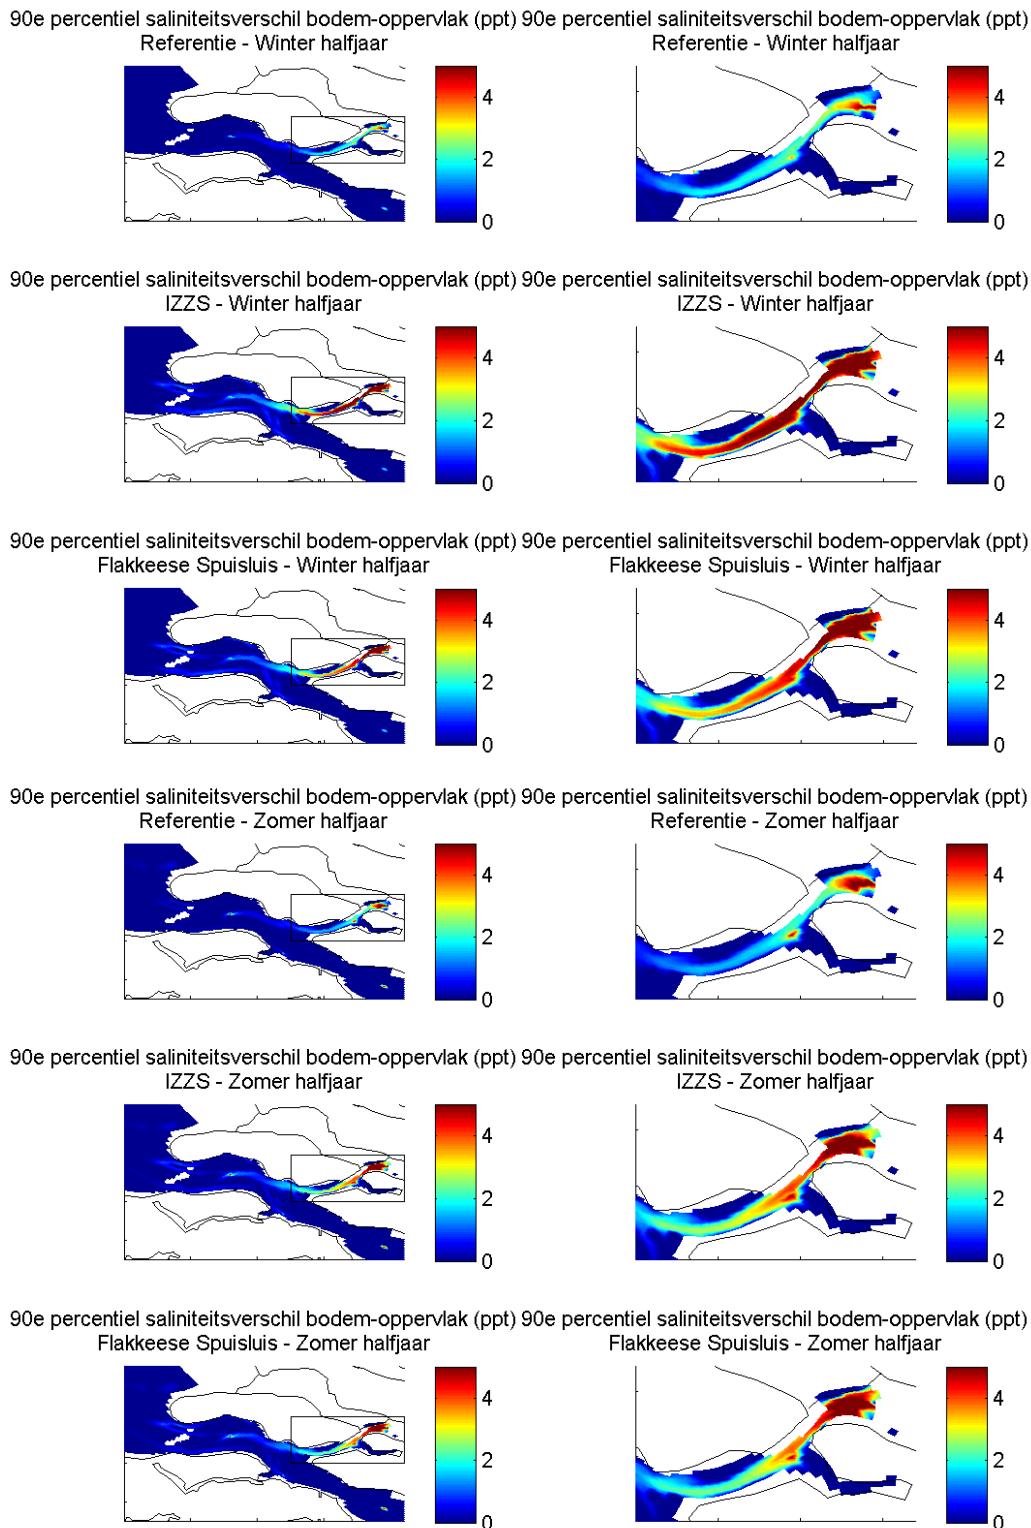 90e percentiel saliniteitsverschil bodem-oppervlak (ppt) 90e percentiel saliniteitsverschil bodem-oppervlak (ppt)
Referentie - Winter halfjaar Referentie - Winter halfjaar
4 4
2 2
0 0
90e percentiel saliniteitsverschil bodem-oppervlak (ppt) 90e percentiel saliniteitsverschil bodem-oppervlak (ppt)
IZZS - Winter halfjaar IZZS - Winter halfjaar
4 4
2 2
0 0
90e percentiel saliniteitsverschil bodem-oppervlak (ppt) 90e percentiel saliniteitsverschil bodem-oppervlak (ppt)
Flakkeese Spuisluis - Winter halfjaar Flakkeese Spuisluis - Winter halfjaar
4 4
2 2
0 0
90e percentiel saliniteitsverschil bodem-oppervlak (ppt) 90e percentiel saliniteitsverschil bodem-oppervlak (ppt)
Referentie - Zomer halfjaar Referentie - Zomer halfjaar
4 4
2 2
0 0
90e percentiel saliniteitsverschil bodem-oppervlak (ppt) 90e percentiel saliniteitsverschil bodem-oppervlak (ppt)
IZZS - Zomer halfjaar IZZS - Zomer halfjaar
4 4
2 2
0 0
90e percentiel saliniteitsverschil bodem-oppervlak (ppt) 90e percentiel saliniteitsverschil bodem-oppervlak (ppt)
Flakkeese Spuisluis - Zomer halfjaar Flakkeese Spuisluis - Zomer halfjaar
4 4
2 2
0 0